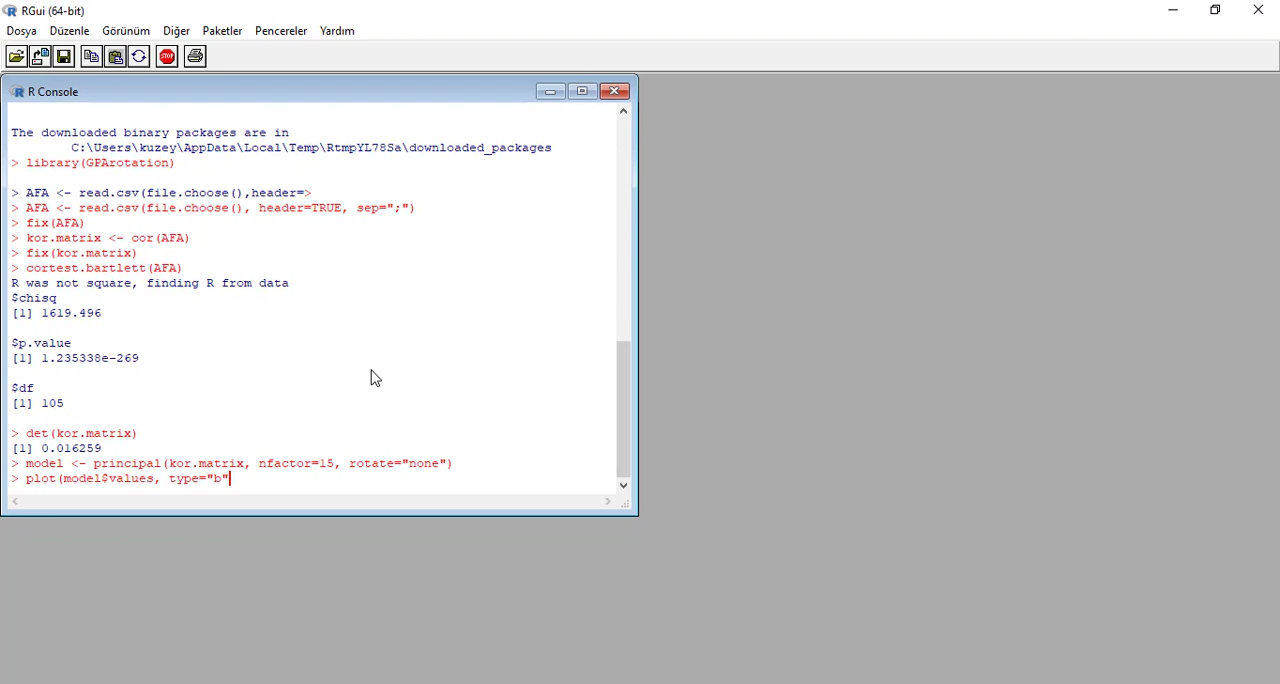 RGui (64-bit)
Dosya Düzenle Görünüm Diğer Paketler Pencereler Yardım
STOP
R Console
The downloaded binary packages are in
C:\Users\kuzey\AppData\Local\Temp\RtmpYL78Sa\downloaded_packages
> library(GPArotation)
> AFA <- read.csv(file.choose(),header=>
> AFA <- read.csv(file.choose(), header=TRUE, sep=";")
> fix(AFA)
> kor.matrix <- cor(AFA)
> fix(kor.matrix)
> cortest.bartlett(AFA)
R was not square, finding R from data
$chisq
[1] 1619.496
$p.value
[1] 1.235338e-269
$df
[1] 105
> det(kor.matrix)
[1] 0.016259
> model <- principal(kor.matrix, nfactor=15, rotate="none")
> plot(model$values, type="b"